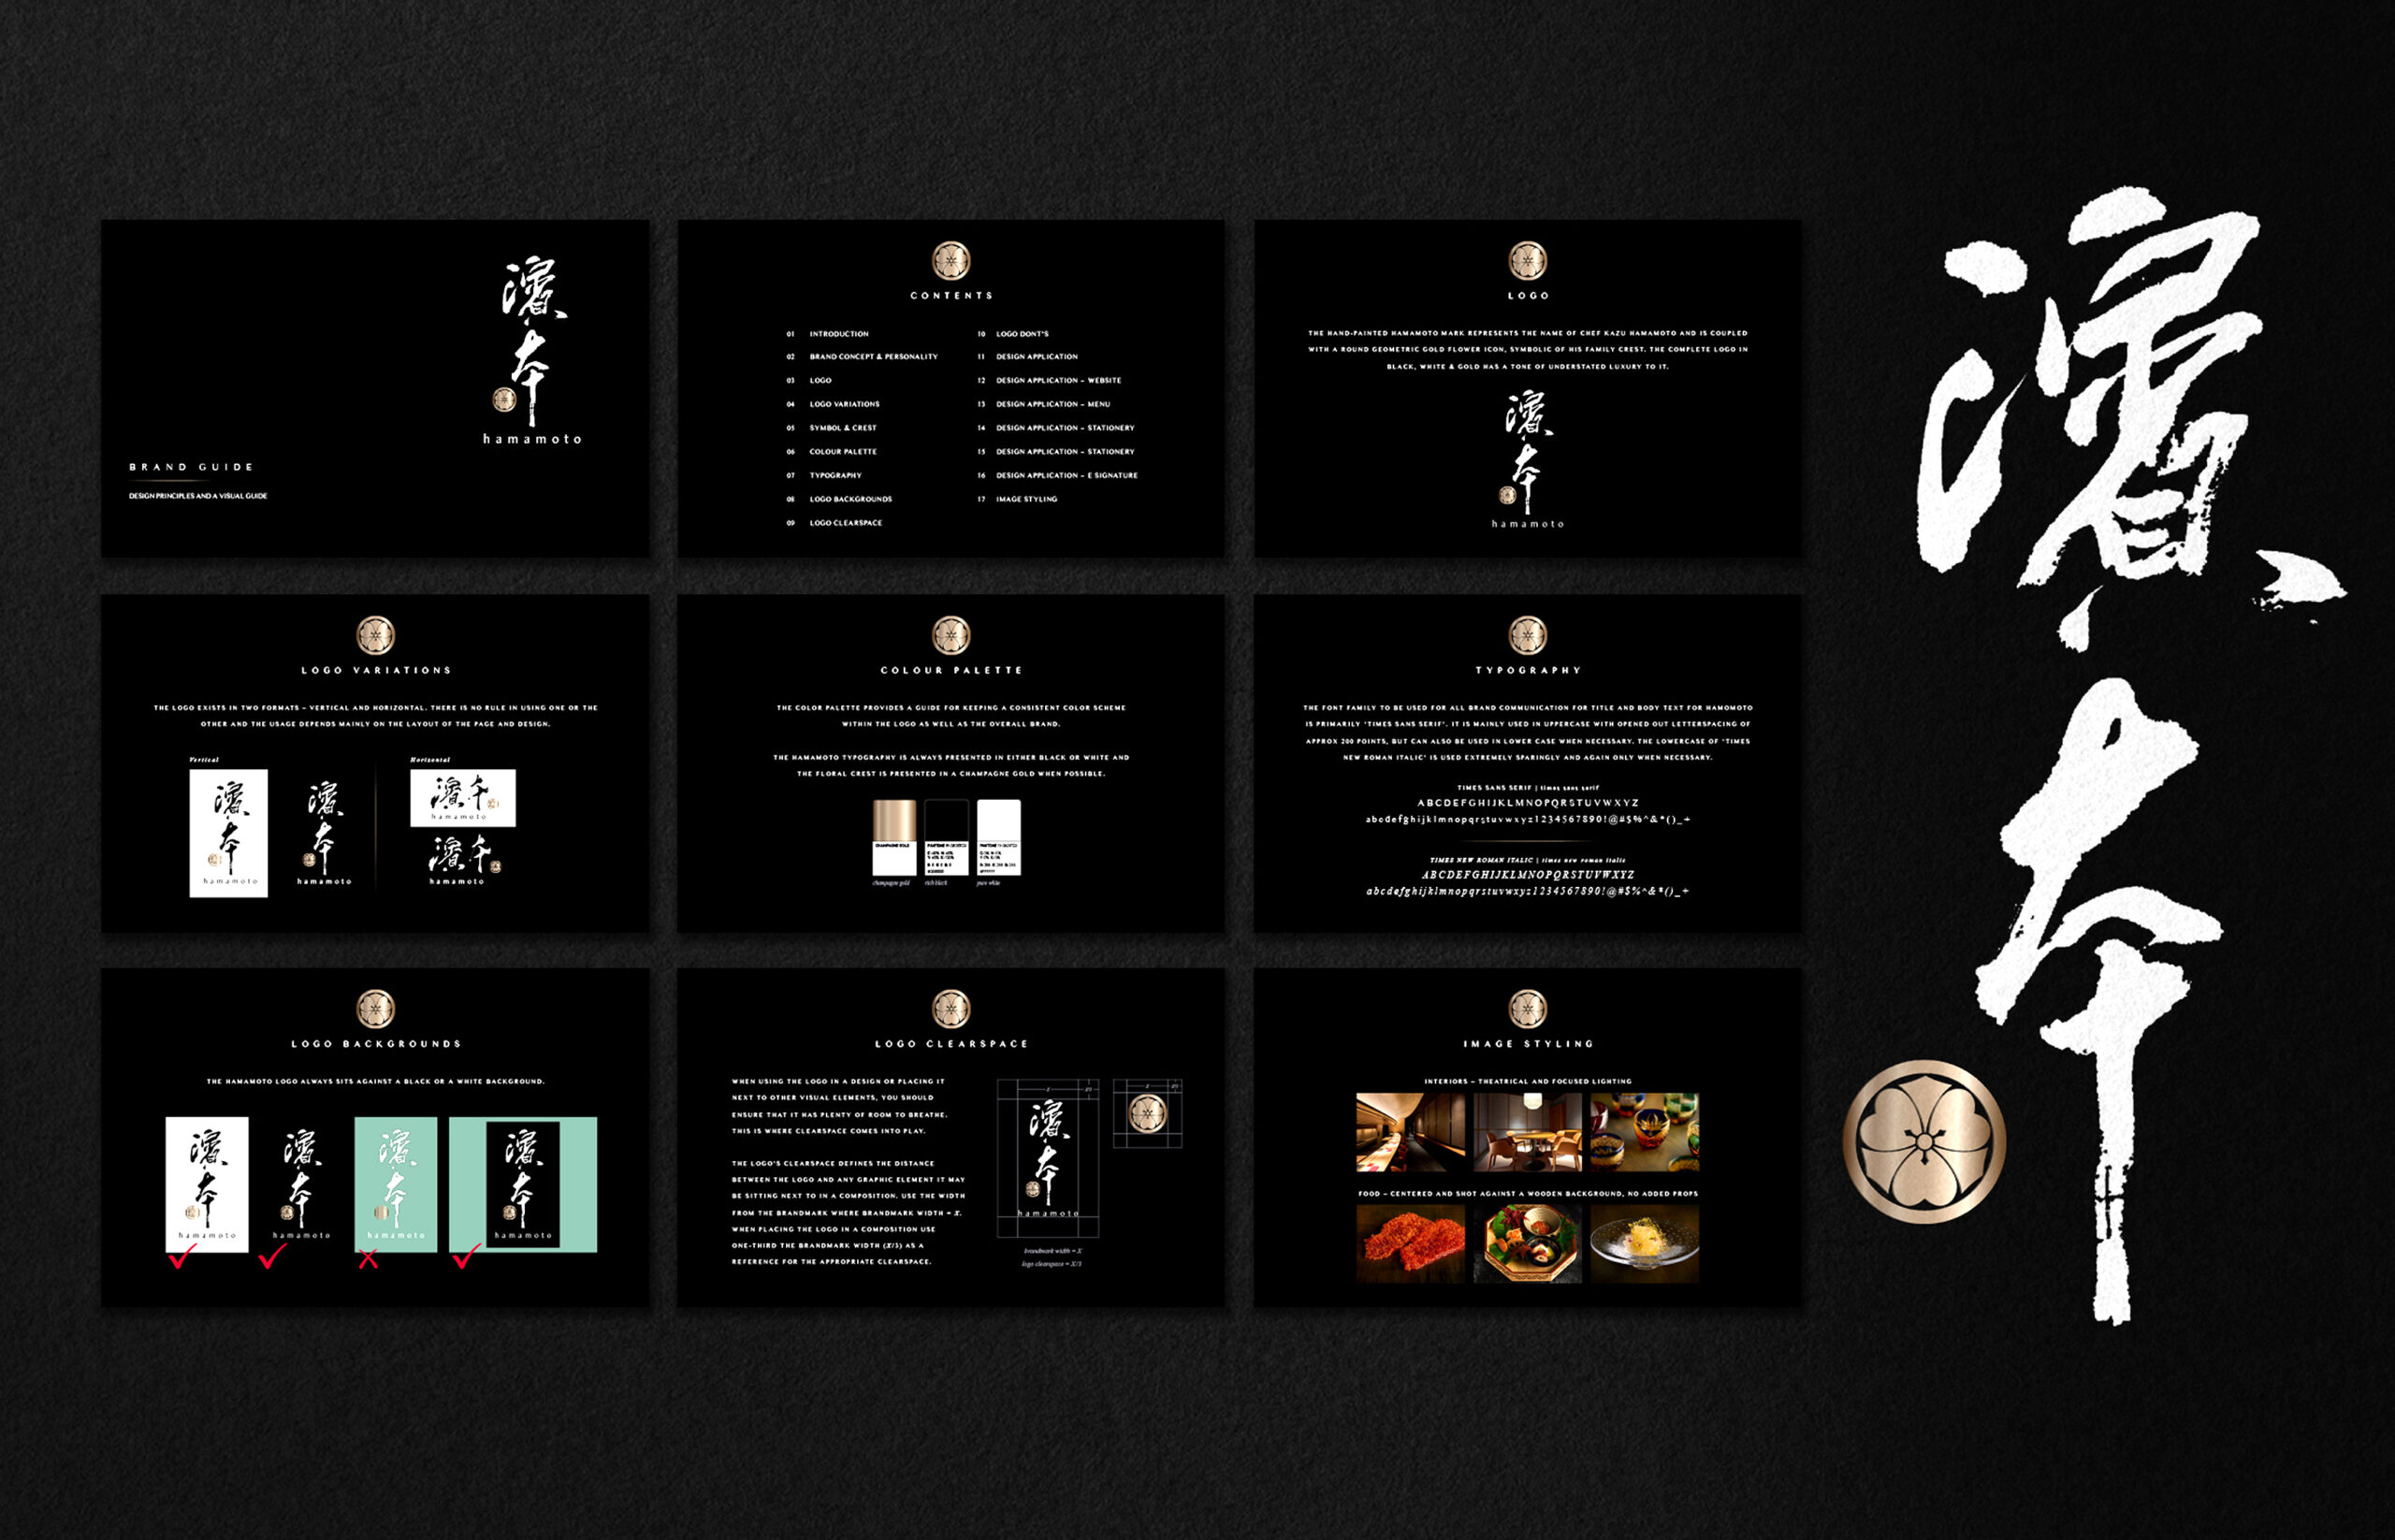 濱
本
hamamoto
BRAND GUIDE
DESIGN PRINCIPLES AND A VISUAL GUIDE
CONTENTS
01 INTRODUCTION
02 BRAND CONCEPT & PERSONALITY
03 LOGO
04 LOGO VARIATIONS
05 SYMBOL & CREST
06 COLOUR PALETTE
07 TYPOGRAPHY
08 LOGO BACKGROUNDS
09 LOGO CLEARSPACE
10 LOGO DONT'S
11 DESIGN APPLICATION
12 DESIGN APPLICATION – WEBSITE
13 DESIGN APPLICATION – MENU
14 DESIGN APPLICATION – STATIONERY
15 DESIGN APPLICATION – STATIONERY
16 DESIGN APPLICATION – E SIGNATURE
17 IMAGE STYLING
LOGO
THE HAND-PAINTED HAMAMOTO MARK REPRESENTS THE NAME OF CHEF KAZU HAMAMOTO AND IS COUPLED
WITH A ROUND GEOMETRIC GOLD FLOWER ICON, SYMBOLIC OF HIS FAMILY CREST. THE COMPLETE LOGO IN
BLACK, WHITE & GOLD HAS A TONE OF UNDERSTATED LUXURY TO IT.
濱
本
hamamoto
LOGO VARIATIONS
THE LOGO EXISTS IN TWO FORMATS – VERTICAL AND HORIZONTAL. THERE IS NO RULE IN USING ONE OR THE
OTHER AND THE USAGE DEPENDS MAINLY ON THE LAYOUT OF THE PAGE AND DESIGN.
Vertical
濱
本
hamamoto
濱
本
hamamoto
Horizontal
濱本
hamamoto
濱本
hamamoto
COLOUR PALETTE
THE COLOR PALETTE PROVIDES A GUIDE FOR KEEPING A CONSISTENT COLOR SCHEME
WITHIN THE LOGO AS WELL AS THE OVERALL BRAND.
THE HAMAMOTO TYPOGRAPHY IS ALWAYS PRESENTED IN EITHER BLACK OR WHITE AND
THE FLORAL CREST IS PRESENTED IN A CHAMPAGNE GOLD WHEN POSSIBLE.
CHAMPAGNE GOLD
PANTONE
PANTONE
champagne gold
rich black
pure white
TYPOGRAPHY
THE FONT FAMILY TO BE USED FOR ALL BRAND COMMUNICATION FOR TITLE AND BODY TEXT FOR HAMOMOTO
IS PRIMARILY 'TIMES SANS SERIF'. IT IS MAINLY USED IN UPPERCASE WITH OPENED OUT LETTERSPACING OF
APPROX 200 POINTS, BUT CAN ALSO BE USED IN LOWER CASE WHEN NECESSARY. THE LOWERCASE OF 'TIMES
NEW ROMAN ITALIC' IS USED EXTREMELY SPARINGLY AND AGAIN ONLY WHEN NECESSARY.
TIMES SANS SERIF | times sans serif
ABCDEFGHIJKLMNOPQRSTUVWXYZ
abcdefghijklmnopqrstuvwxyz1234567890!@#$%^&*()_+
TIMES NEW ROMAN ITALIC | times new roman italic
ABCDEFGHIJKLMNOPQRSTUVWXYZ
abcdefghijklmnopqrstuvwxyz1234567890!@#$%^&*()_+
LOGO BACKGROUNDS
THE HAMAMOTO LOGO ALWAYS SITS AGAINST A BLACK OR A WHITE BACKGROUND.
濱
本
hamamoto
濱
本
hamamoto
濱
本
hamamoto
濱
本
hamamoto
LOGO CLEARSPACE
WHEN USING THE LOGO IN A DESIGN OR PLACING IT
NEXT TO OTHER VISUAL ELEMENTS, YOU SHOULD
ENSURE THAT IT HAS PLENTY OF ROOM TO BREATHE.
THIS IS WHERE CLEARSPACE COMES INTO PLAY.
THE LOGO'S CLEARSPACE DEFINES THE DISTANCE
BETWEEN THE LOGO AND ANY GRAPHIC ELEMENT IT MAY
BE SITTING NEXT TO IN A COMPOSITION. USE THE WIDTH
FROM THE BRANDMARK WHERE BRANDMARK WIDTH = X.
WHEN PLACING THE LOGO IN A COMPOSITION USE
ONE-THIRD THE BRANDMARK WIDTH (X/3) AS A
REFERENCE FOR THE APPROPRIATE CLEARSPACE.
濱
本
hamamoto
brandmark width = X
logo clearspace = X/3
IMAGE STYLING
INTERIORS – THEATRICAL AND FOCUSED LIGHTING
FOOD – CENTERED AND SHOT AGAINST A WOODEN BACKGROUND, NO ADDED PROPS
濱
本